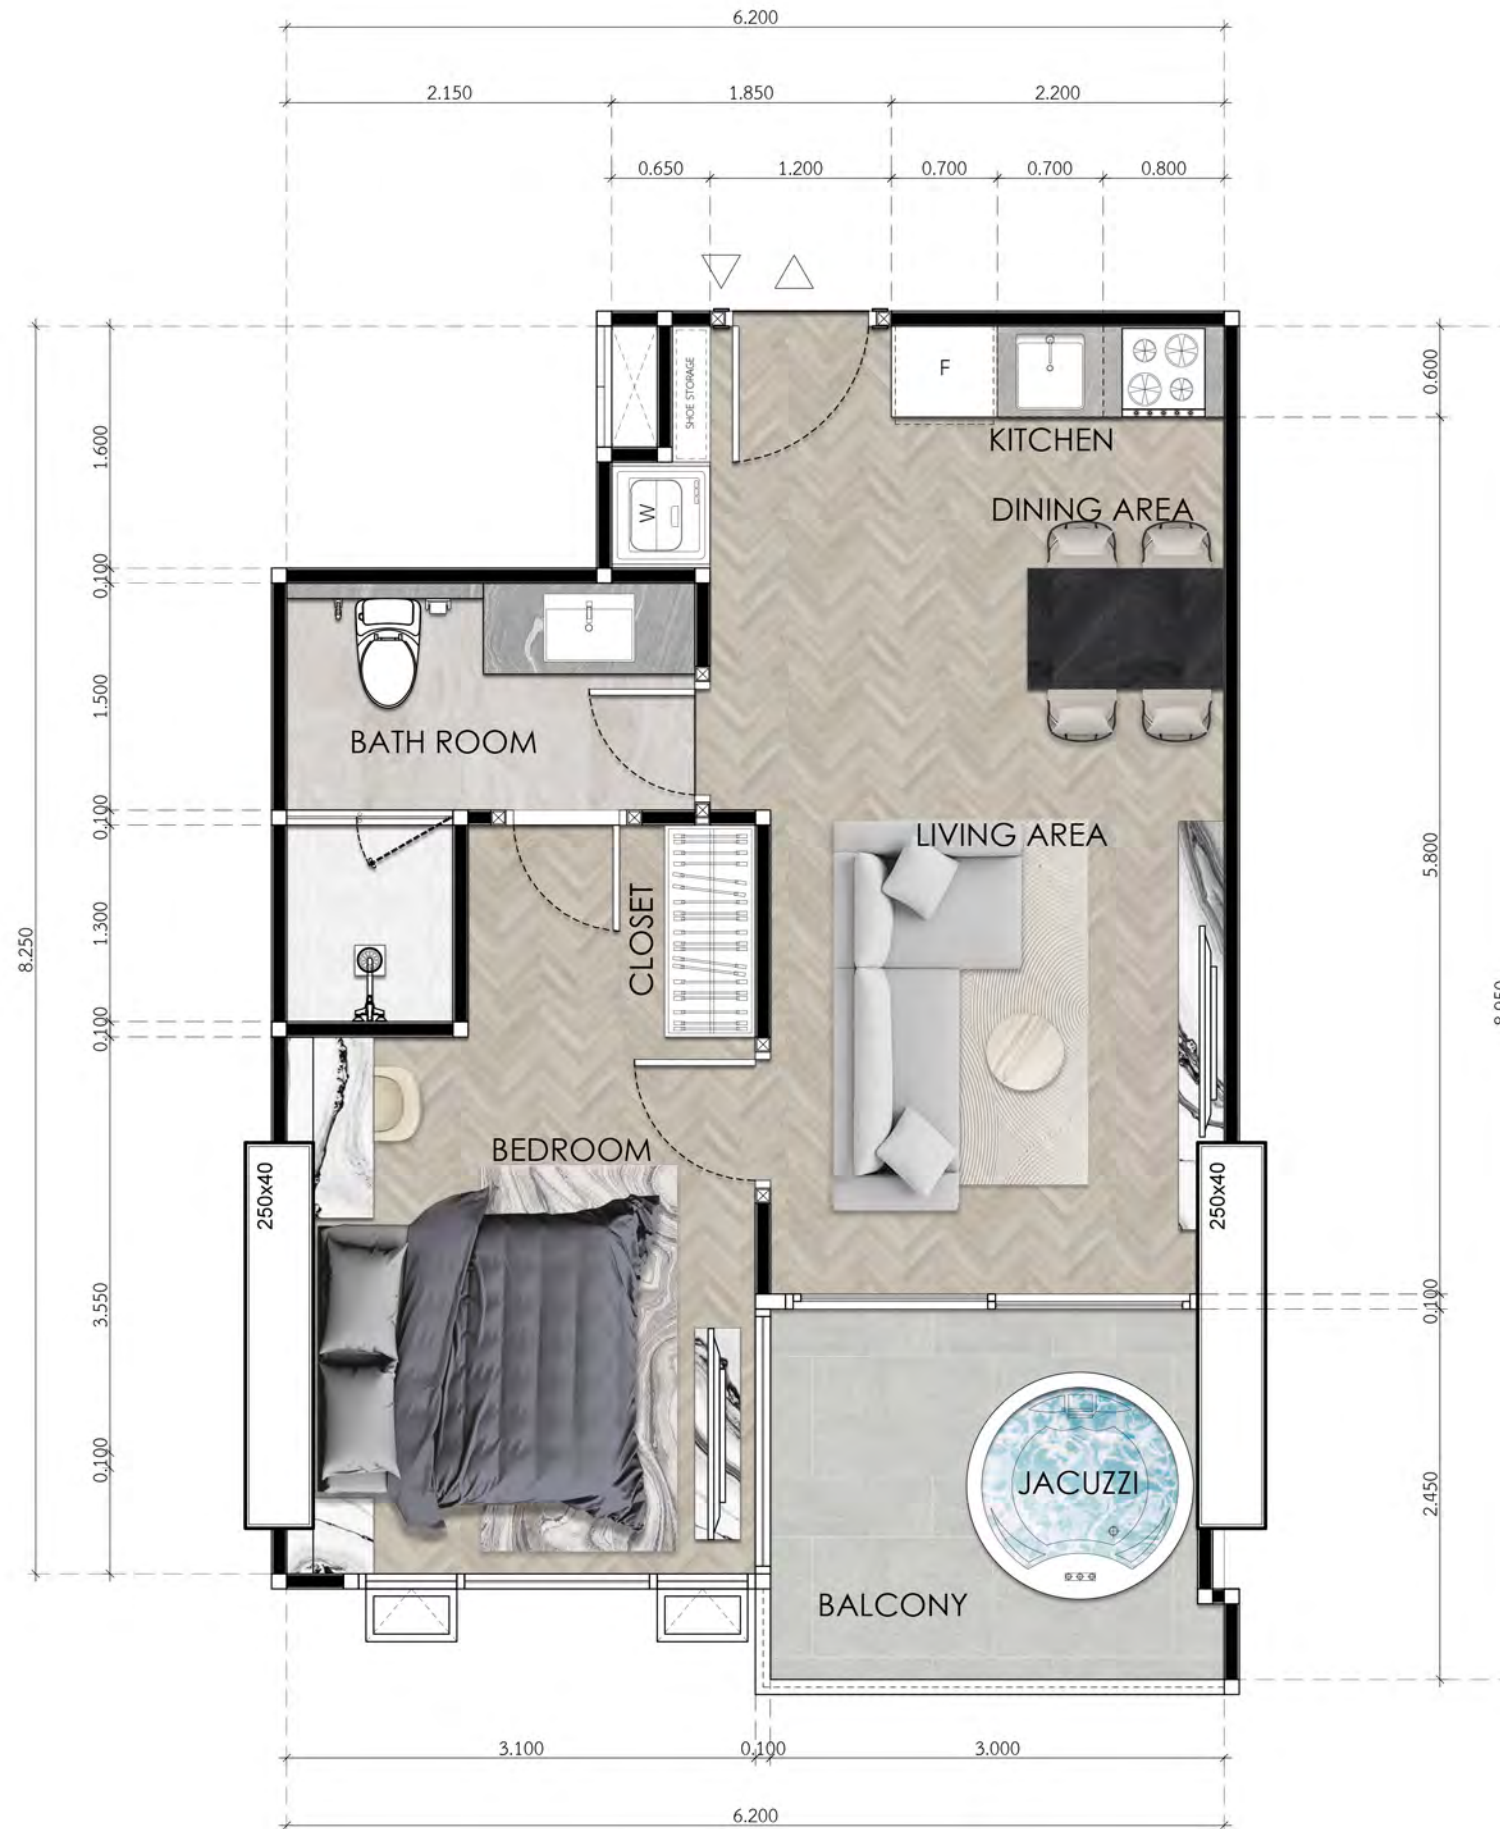 6.200
2.150
1.850
2.200
0.650
1.200
0.700
0.700
0.800
F
SHOE STORAGE
0.600
KITCHEN
1.600
W
DINING AREA
0.100
1.500
BATH ROOM
0.100
LIVING AREA
5.800
1.300
CLOSET
8.250
0.100
BEDROOM
250x40
250x40
3.550
0.100
0.100
JACUZZI
2.450
BALCONY
3.100
0.100
3.000
6.200